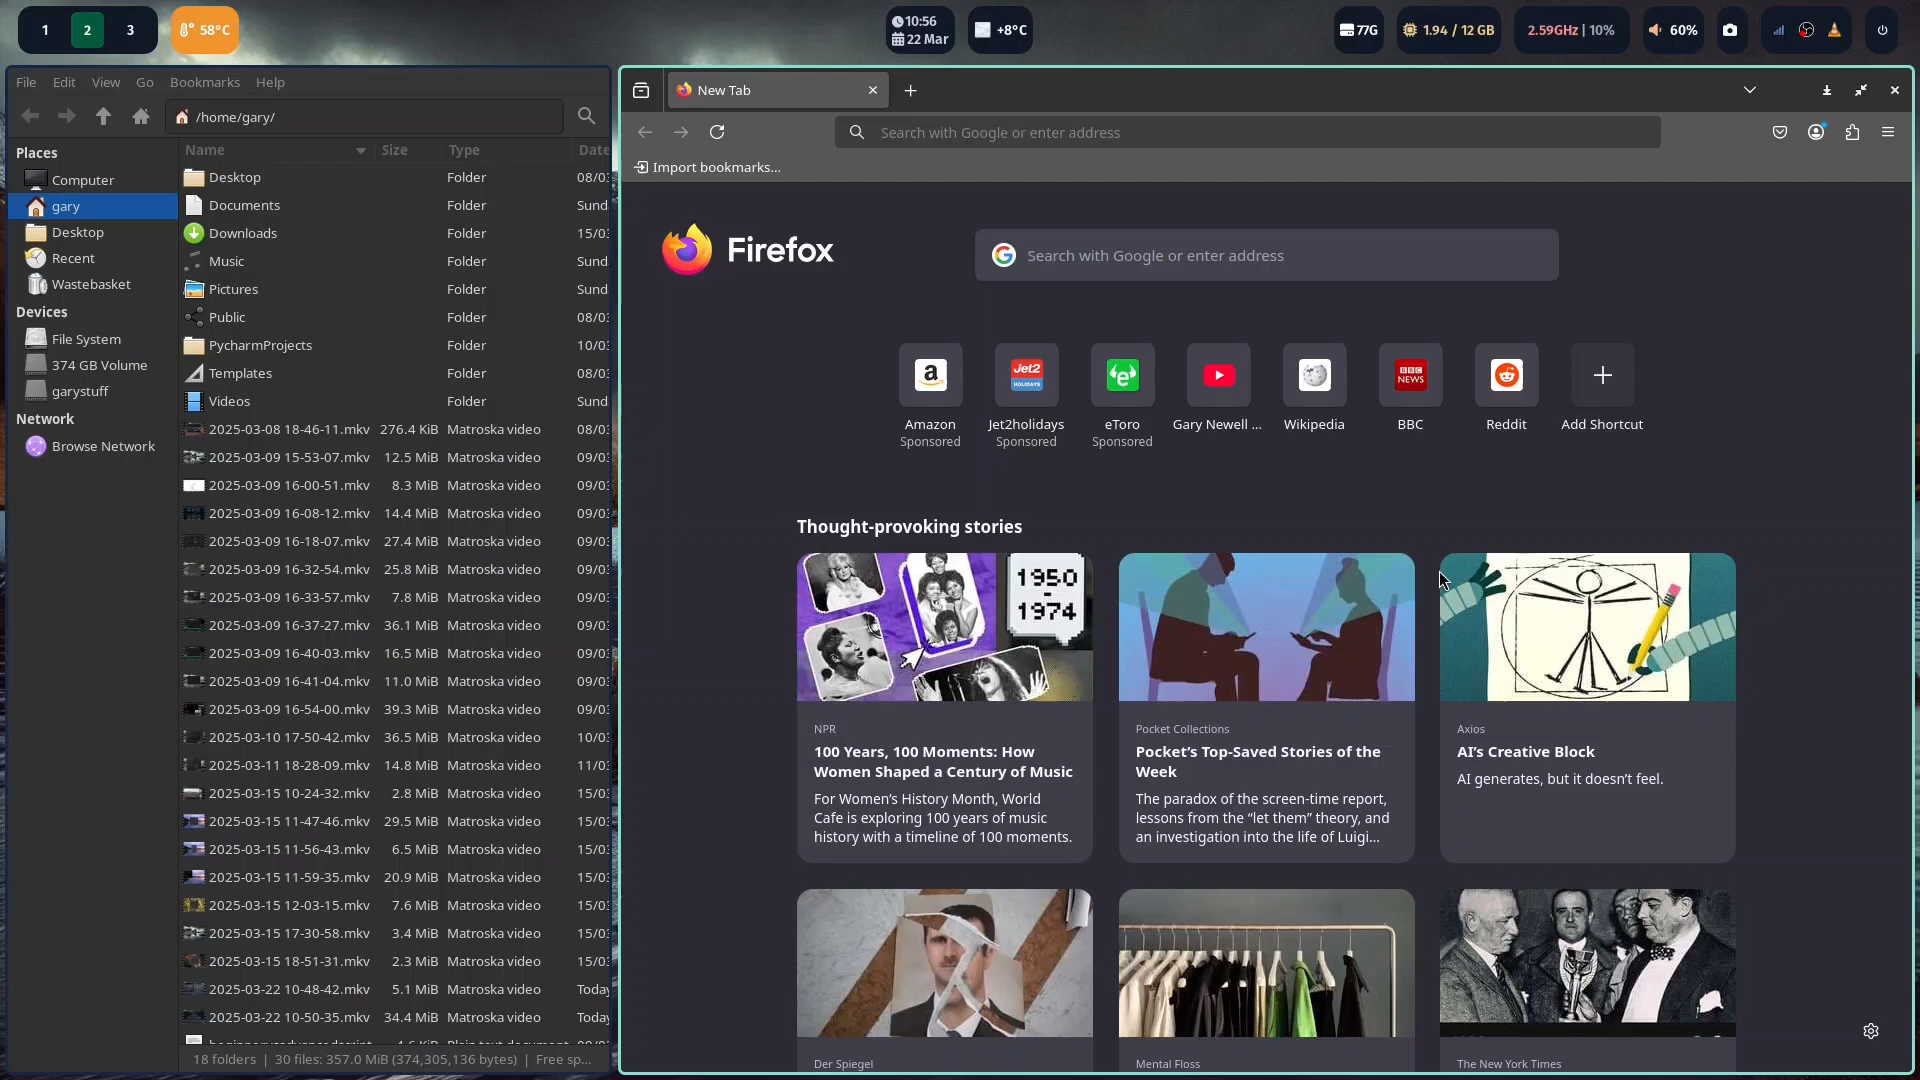 1 2 3
58°C
10:56
22 Mar
+8°C
77G
1.94 / 12 GB
2.59GHz | 10%
60%
File Edit View Go Bookmarks Help
/home/gary/
Places
Computer
gary
Desktop
Recent
Wastebasket
Devices
File System
374 GB Volume
garystuff
Network
Browse Network
Name Size Type Date
Desktop Folder 08/03
Documents Folder Sund
Downloads Folder 15/03
Music Folder Sund
Pictures Folder Sund
Public Folder 08/03
PycharmProjects Folder 10/03
Templates Folder 08/03
Videos Folder Sund
2025-03-08 18-46-11.mkv 276.4 KiB Matroska video 08/03
2025-03-09 15-53-07.mkv 12.5 MiB Matroska video 09/03
2025-03-09 16-00-51.mkv 8.3 MiB Matroska video 09/03
2025-03-09 16-08-12.mkv 14.4 MiB Matroska video 09/03
2025-03-09 16-18-07.mkv 27.4 MiB Matroska video 09/03
2025-03-09 16-32-54.mkv 25.8 MiB Matroska video 09/03
2025-03-09 16-33-57.mkv 7.8 MiB Matroska video 09/03
2025-03-09 16-37-27.mkv 36.1 MiB Matroska video 09/03
2025-03-09 16-40-03.mkv 16.5 MiB Matroska video 09/03
2025-03-09 16-41-04.mkv 11.0 MiB Matroska video 09/03
2025-03-09 16-54-00.mkv 39.3 MiB Matroska video 09/03
2025-03-10 17-50-42.mkv 36.5 MiB Matroska video 10/03
2025-03-11 18-28-09.mkv 14.8 MiB Matroska video 11/03
2025-03-15 10-24-32.mkv 2.8 MiB Matroska video 15/03
2025-03-15 11-47-46.mkv 29.5 MiB Matroska video 15/03
2025-03-15 11-56-43.mkv 6.5 MiB Matroska video 15/03
2025-03-15 11-59-35.mkv 20.9 MiB Matroska video 15/03
2025-03-15 12-03-15.mkv 7.6 MiB Matroska video 15/03
2025-03-15 17-30-58.mkv 3.4 MiB Matroska video 15/03
2025-03-15 18-51-31.mkv 2.3 MiB Matroska video 15/03
2025-03-22 10-48-42.mkv 5.1 MiB Matroska video Today
2025-03-22 10-50-35.mkv 34.4 MiB Matroska video Today
18 folders | 30 files: 357.0 MiB (374,305,136 bytes) | Free sp...
New Tab
Search with Google or enter address
Import bookmarks...
Firefox
Search with Google or enter address
a
Jet2
HOLIDAYS
BBC
NEWS
Amazon
Sponsored
Jet2holidays
Sponsored
eToro
Sponsored
Gary Newell ...
Wikipedia
BBC
Reddit
Add Shortcut
Thought-provoking stories
1950
-
1974
NPR
100 Years, 100 Moments: How
Women Shaped a Century of Music
For Women's History Month, World
Cafe is exploring 100 years of music
history with a timeline of 100 moments.
Pocket Collections
Pocket's Top-Saved Stories of the
Week
The paradox of the screen-time report,
lessons from the "let them" theory, and
an investigation into the life of Luigi...
Axios
AI's Creative Block
AI generates, but it doesn't feel.
Der Spiegel
Mental Floss
The New York Times